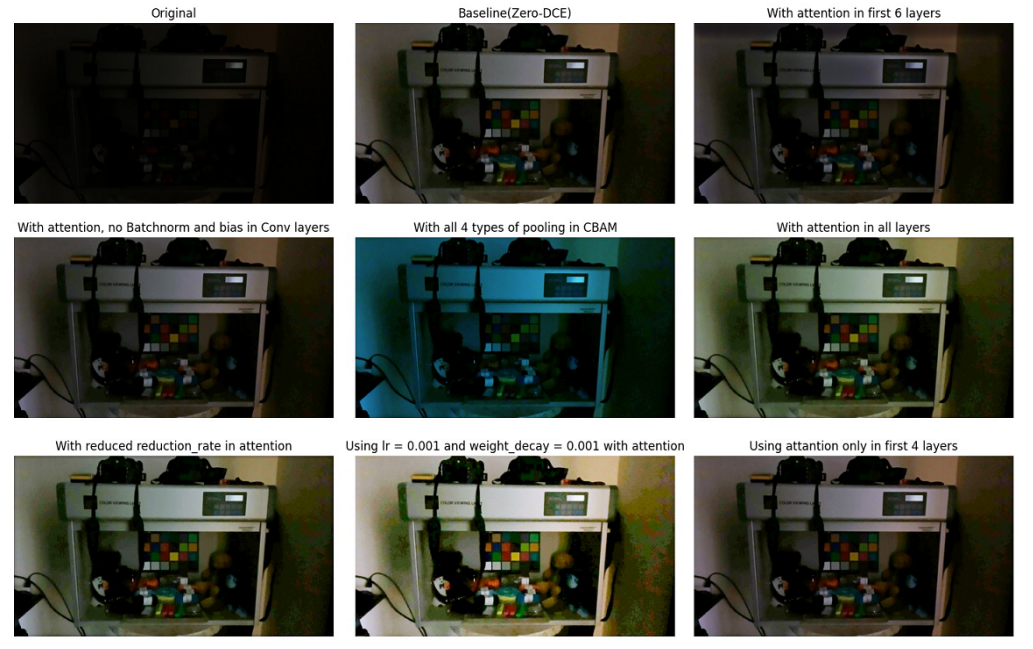 Original
Baseline(Zero-DCE)
With attention in first 6 layers
With attention, no Batchnorm and bias in Conv layers
With all 4 types of pooling in CBAM
With attention in all layers
With reduced reduction_rate in attention
Using lr = 0.001 and weight_decay = 0.001 with attention
Using attantion only in first 4 layers